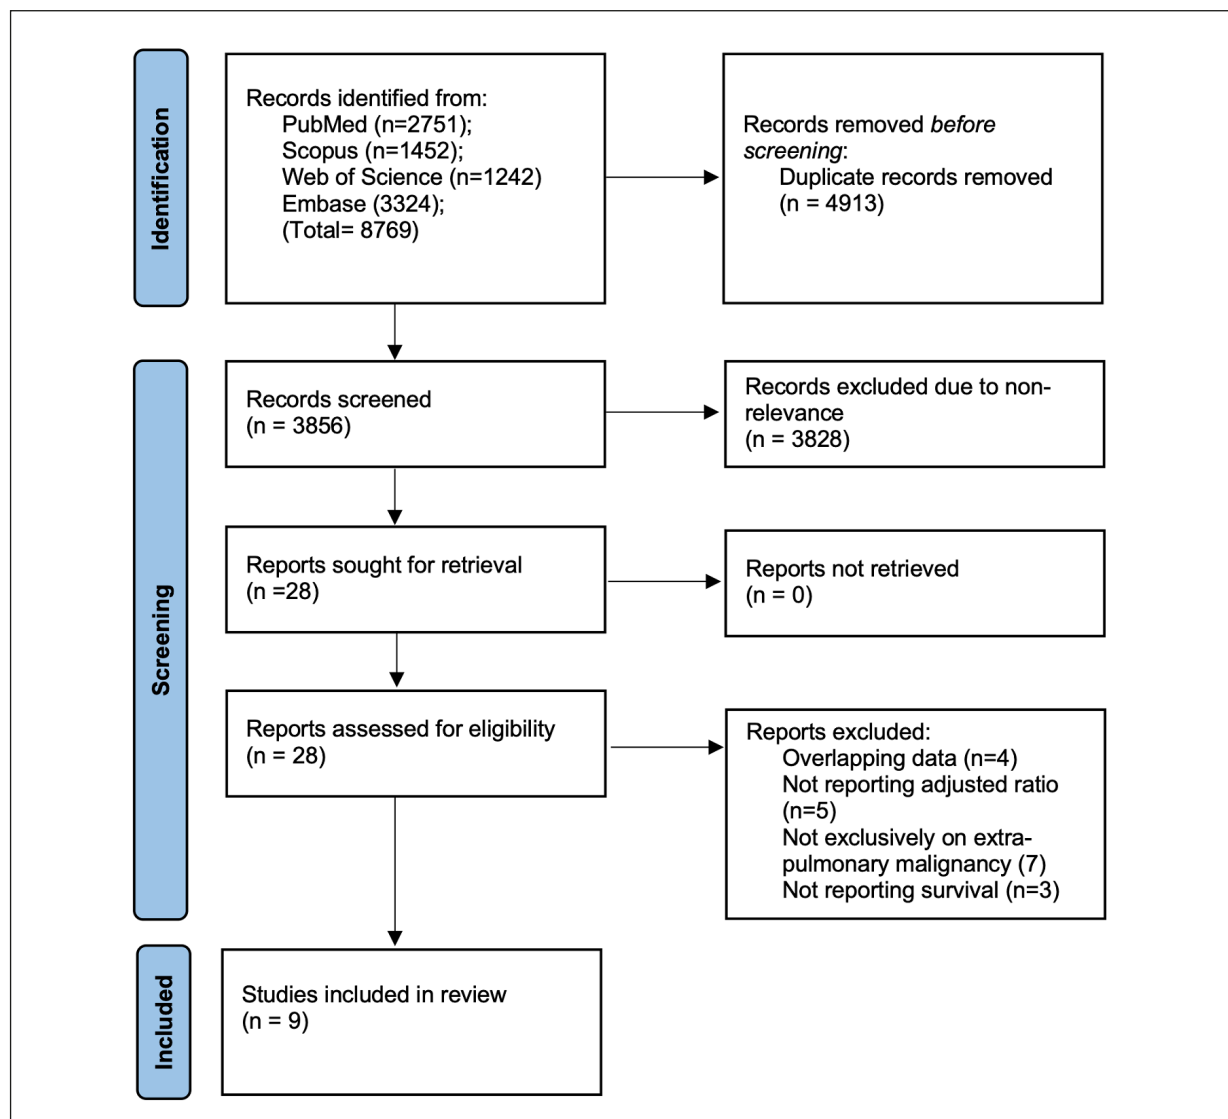 Identification
Records identified from:
PubMed (n=2751);
Scopus (n=1452);
Web of Science (n=1242)
Embase (3324);
(Total= 8769)
Records removed before
screening:
Duplicate records removed
(n = 4913)
Screening
Records screened
(n = 3856)
Records excluded due to non-
relevance
(n = 3828)
Reports sought for retrieval
(n =28)
Reports not retrieved
(n = 0)
Reports assessed for eligibility
(n = 28)
Reports excluded:
Overlapping data (n=4)
Not reporting adjusted ratio
(n=5)
Not exclusively on extra-
pulmonary malignancy (7)
Not reporting survival (n=3)
Included
Studies included in review
(n = 9)